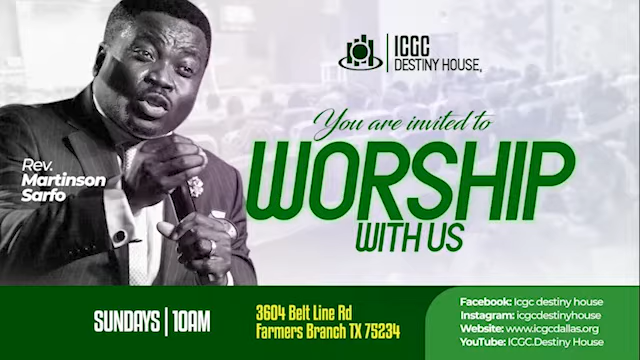 ICGC
DESTINY HOUSE,
You are invited to
WORSHIP
WITH US
Rev.
Martinson
Sarfo
SUNDAYS | 10AM
3604 Belt Line Rd
Farmers Branch TX 75234
Facebook: Icgc destiny house
Instagram: icgcdestinyhouse
Website: www.icgcdallas.org
YouTube: ICGC.Destiny House